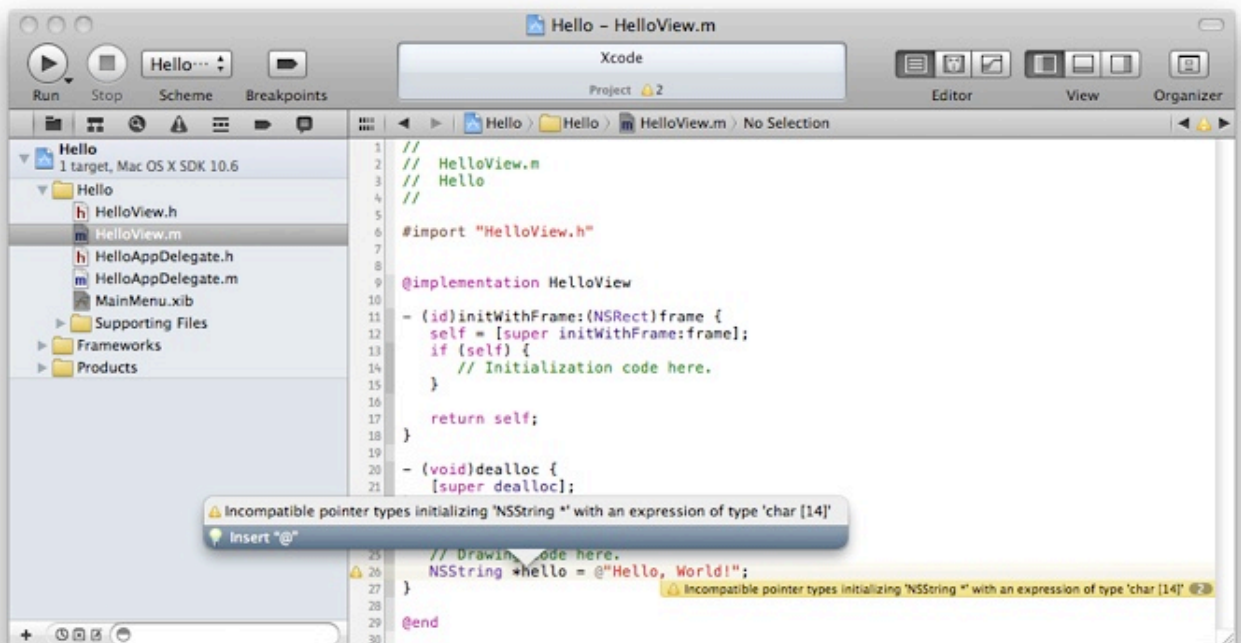 Hello – HelloView.m
Hello...
Xcode
Project 2
Run Stop Scheme Breakpoints Editor View Organizer
Hello Hello HelloView.m No Selection
Hello
1 target, Mac OS X SDK 10.6
Hello
h HelloView.h
m HelloView.m
h HelloAppDelegate.h
m HelloAppDelegate.m
MainMenu.xib
Supporting Files
Frameworks
Products
1 //
2 // HelloView.m
3 // Hello
4 //
5
6 #import "HelloView.h"
7
8
9 @implementation HelloView
10
11 - (id)initWithFrame:(NSRect)frame {
12 self = [super initWithFrame:frame];
13 if (self) {
14 // Initialization code here.
15 }
16
17 return self;
18 }
19
20 - (void)dealloc {
21 [super dealloc];
Incompatible pointer types initializing 'NSString *' with an expression of type 'char [14]'
Insert "@"
25 // Drawing code here.
26 NSString *hello = @"Hello, World!";
27 }
Incompatible pointer types initializing 'NSString *' with an expression of type 'char [14]' 2
28
29 @end
30